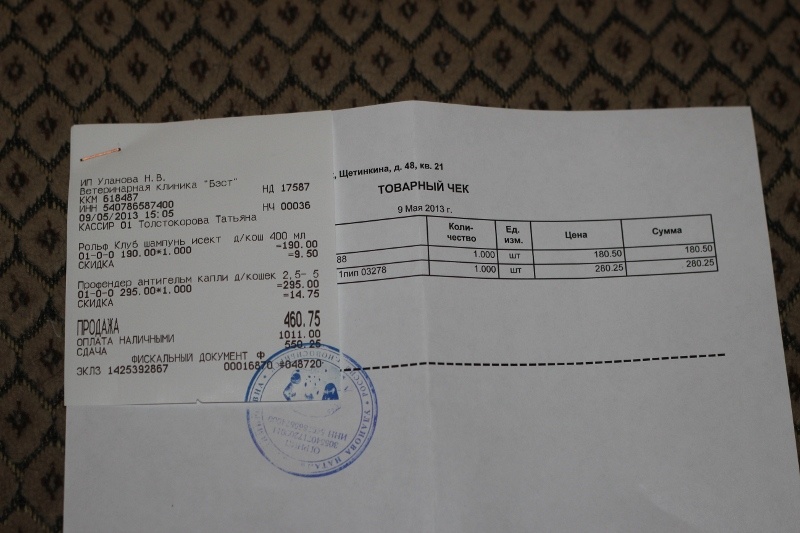 ИП Уланова Н.В.
Ветеринарная клиника "Бэст"
ККМ 618487 НД 17587
ИНН 540786587400
09/05/2013 15:05 НЧ 00036
КАССИР 01 Толстокорова Татьяна
Рольф Клуб шампунь исект д/кош 400 мл
01-0-0 190.00*1.000 =190.00
СКИДКА =9.50
Профендер антигельм капли д/кошек 2,5- 5
01-0-0 295.00*1.000 =295.00
СКИДКА =14.75
ПРОДАЖА 460.75
ОПЛАТА НАЛИЧНЫМИ 1011.00
СДАЧА 550.25
ФИСКАЛЬНЫЙ ДОКУМЕНТ Ф
ЭКЛЗ 1425392867 00016870 #048720
, Щетинкина, д. 48, кв. 21
ТОВАРНЫЙ ЧЕК
9 Мая 2013 г.
Коли-чество Ед. изм. Цена Сумма
88 1.000 шт 180.50 180.50
1пип 03278 1.000 шт 280.25 280.25
УЛАНОВА
ИНН